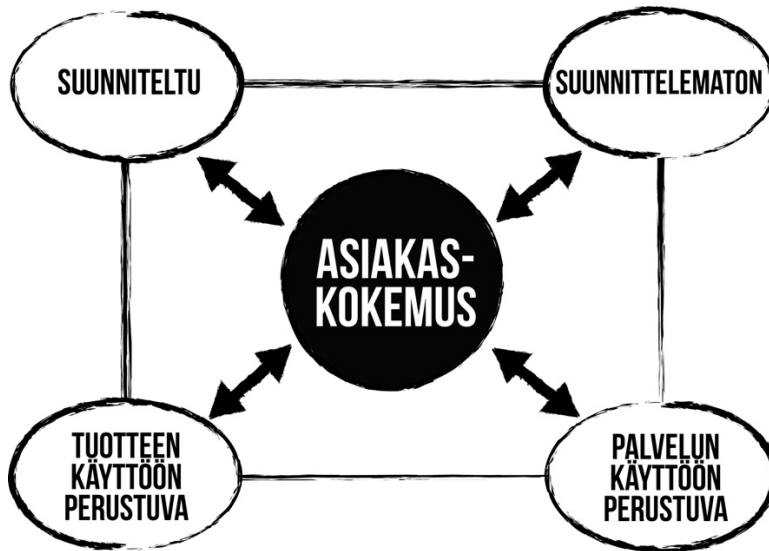 SUUNNITELTU
SUUNNITTELEMATON
ASIAKAS-
KOKEMUS
TUOTTEEN
KÄYTTÖÖN
PERUSTUVA
PALVELUN
KÄYTTÖÖN
PERUSTUVA